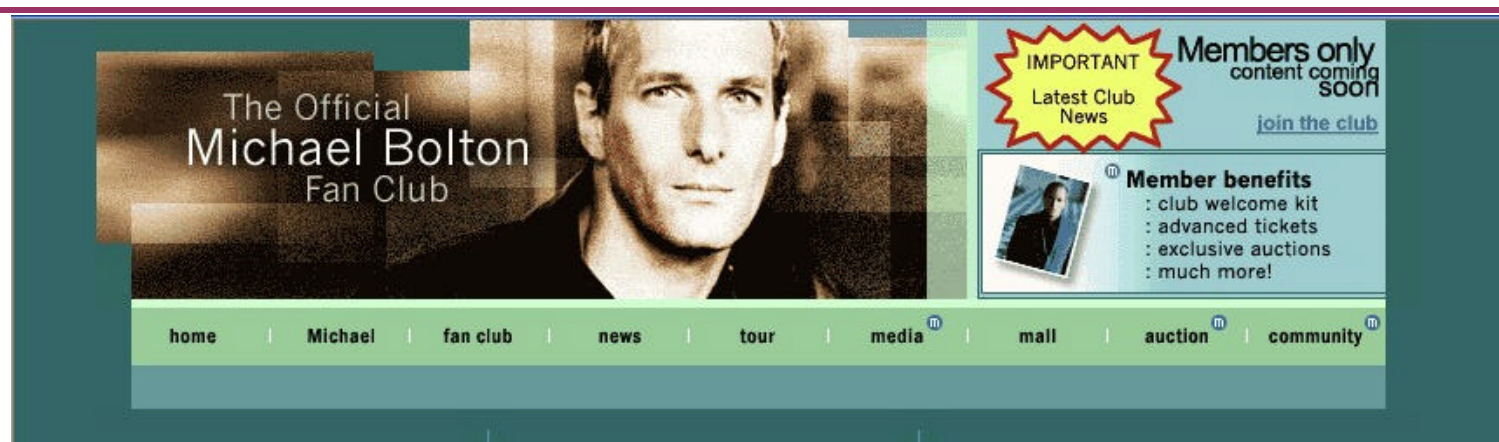 The Official
Michael Bolton
Fan Club
IMPORTANT
Latest Club
News
Members only
content coming
soon
join the club
m
Member benefits
: club welcome kit
: advanced tickets
: exclusive auctions
: much more!
home | Michael | fan club | news | tour | media m | mall | auction m | community m